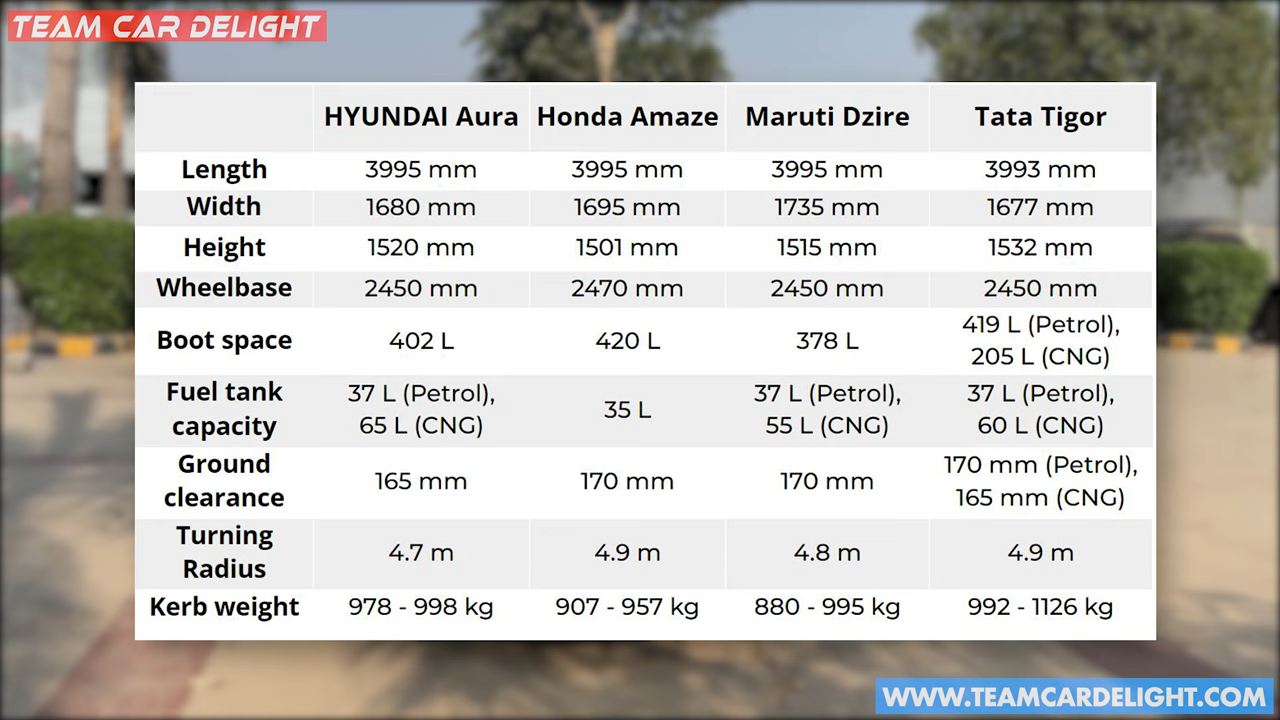 TEAM CAR DELIGHT
HYUNDAI Aura Honda Amaze Maruti Dzire Tata Tigor
Length 3995 mm 3995 mm 3995 mm 3993 mm
Width 1680 mm 1695 mm 1735 mm 1677 mm
Height 1520 mm 1501 mm 1515 mm 1532 mm
Wheelbase 2450 mm 2470 mm 2450 mm 2450 mm
Boot space 402 L 420 L 378 L 419 L (Petrol),
205 L (CNG)
Fuel tank 37 L (Petrol), 35 L 37 L (Petrol), 37 L (Petrol),
capacity 65 L (CNG) 55 L (CNG) 60 L (CNG)
Ground 165 mm 170 mm 170 mm 170 mm (Petrol),
clearance 165 mm (CNG)
Turning 4.7 m 4.9 m 4.8 m 4.9 m
Radius
Kerb weight 978 - 998 kg 907 - 957 kg 880 - 995 kg 992 - 1126 kg
WWW.TEAMCARDELIGHT.COM